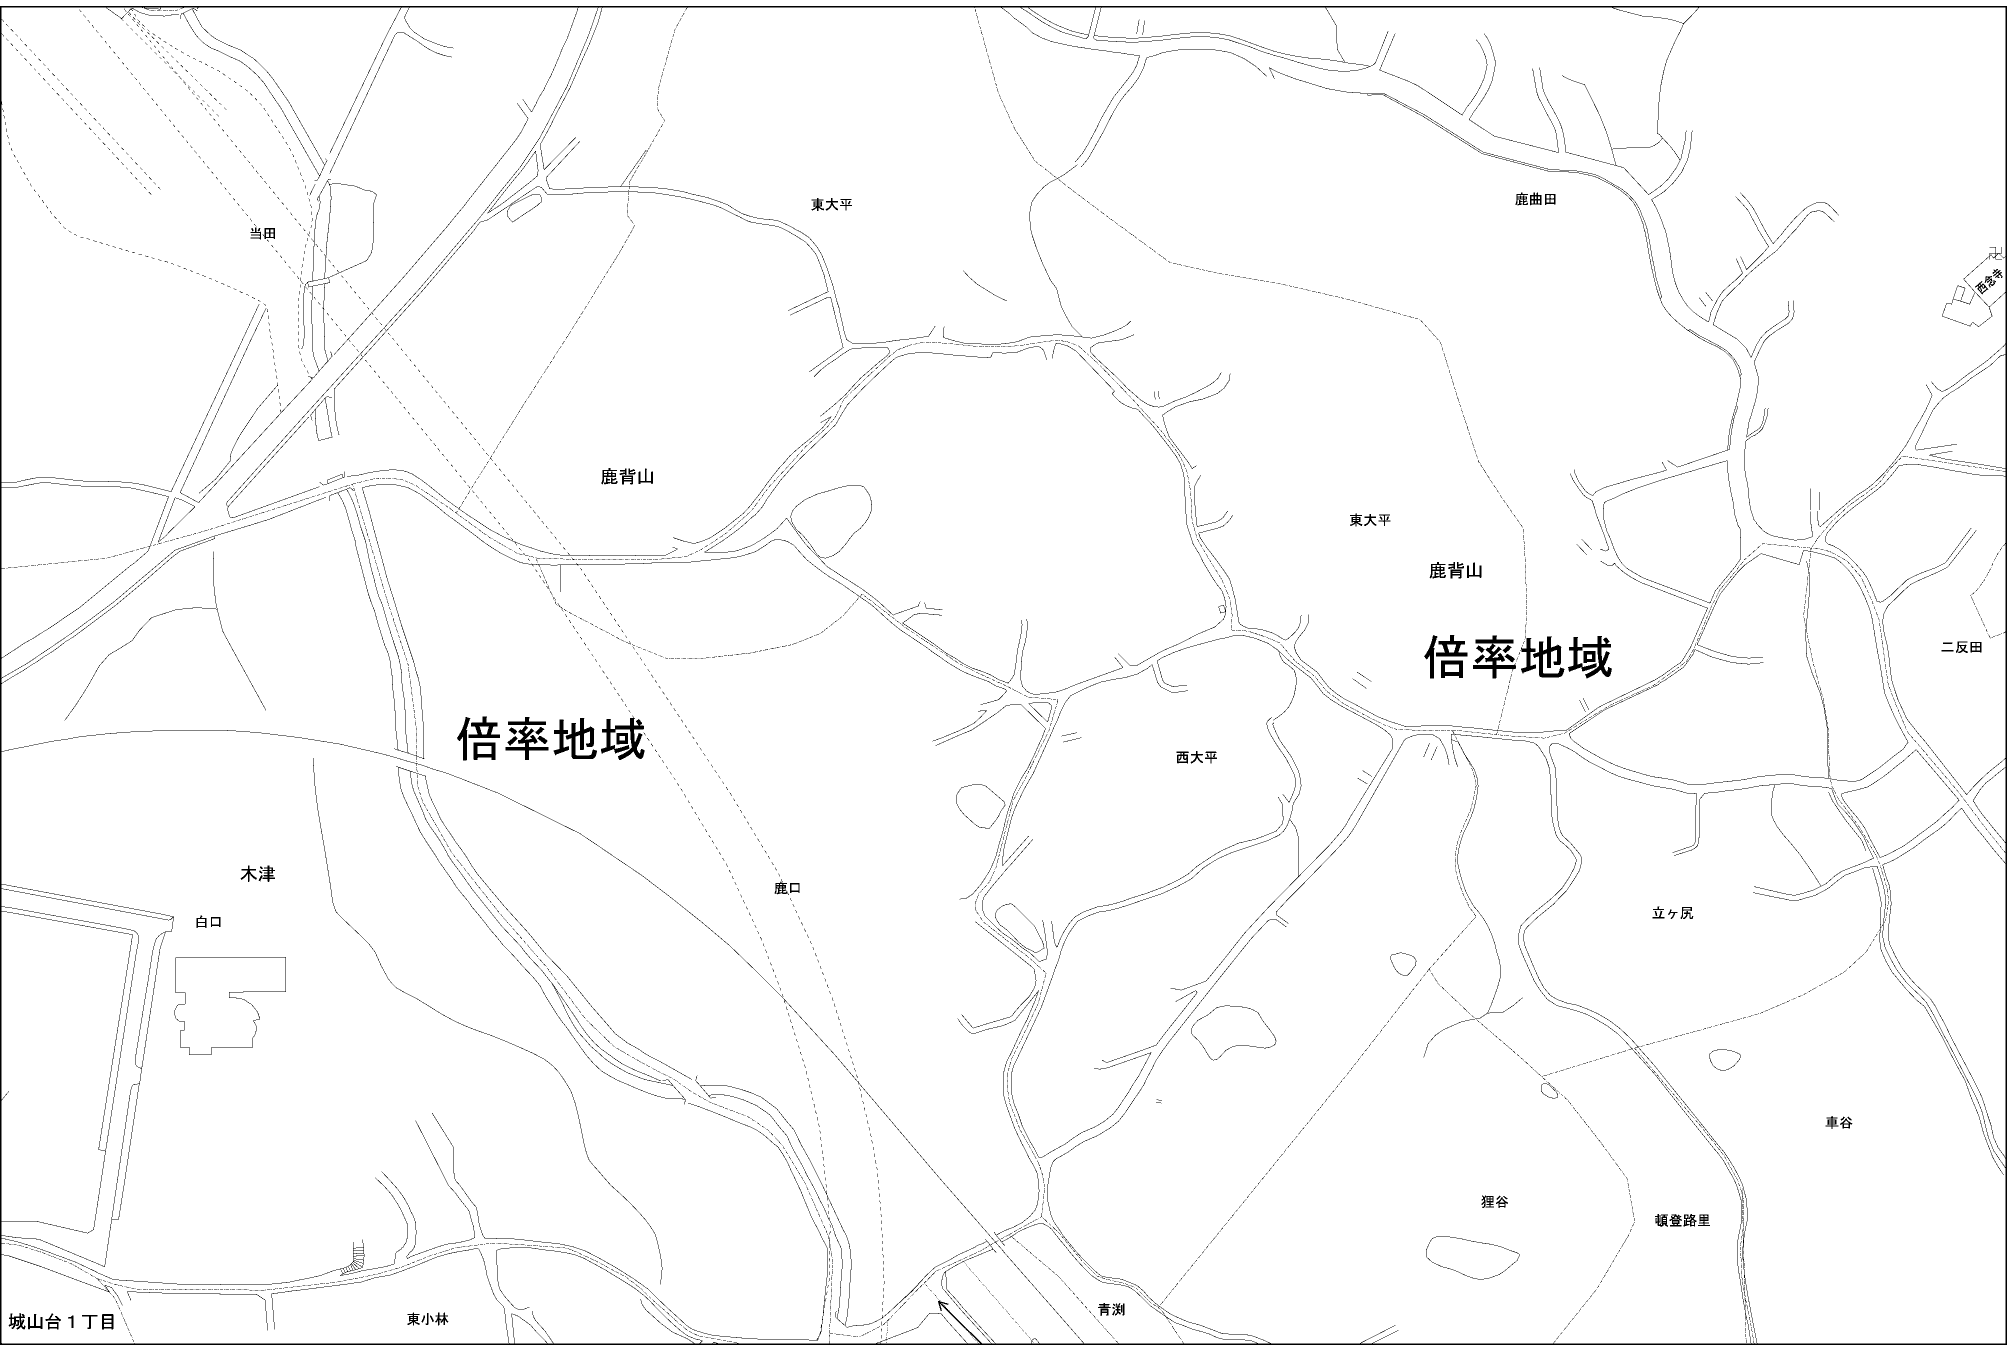 東大平
鹿曲田
当田
卍
西念寺
鹿背山
東大平
鹿背山
倍率地域
二反田
倍率地域
西大平
木津
鹿口
白口
立ヶ尻
車谷
狸谷
頓登路里
青渕
城山台1丁目
東小林